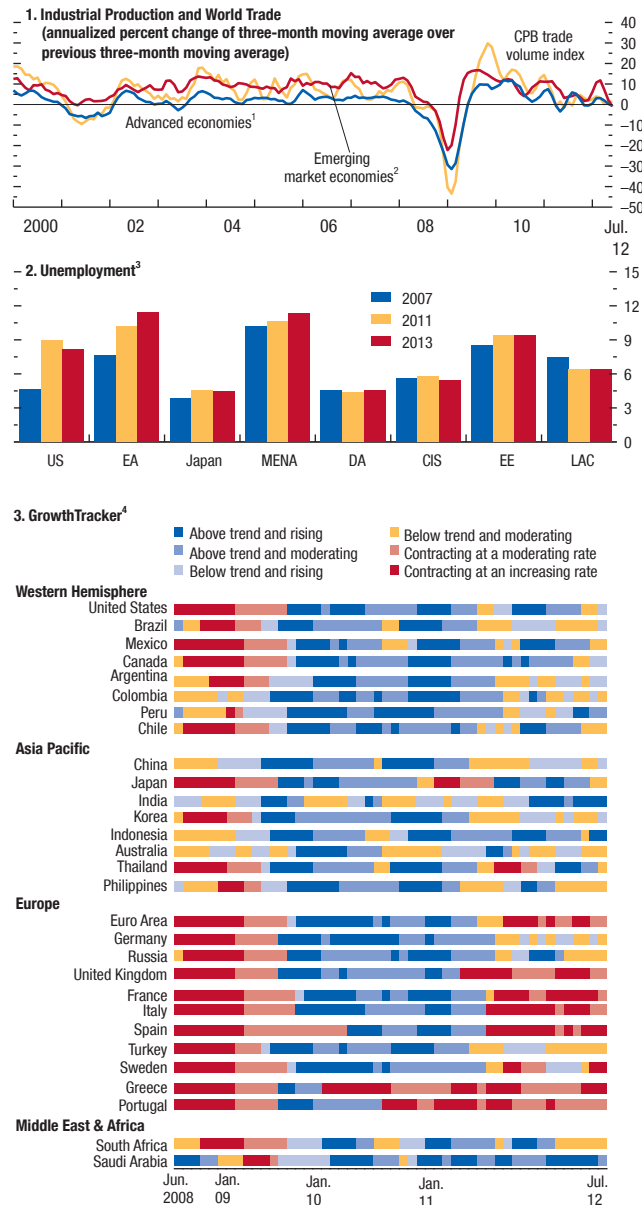 1. Industrial Production and World Trade
(annualized percent change of three-month moving average over
previous three-month moving average)
CPB trade
volume index
Advanced economies¹
Emerging
market economies²
40
30
20
10
0
–10
–20
–30
–40
–50
2000
02
04
06
08
10
Jul.
12
2. Unemployment³
2007
2011
2013
15
12
9
6
3
0
US
EA
Japan
MENA
DA
CIS
EE
LAC
3. GrowthTracker⁴
Above trend and rising
Above trend and moderating
Below trend and rising
Below trend and moderating
Contracting at a moderating rate
Contracting at an increasing rate
Western Hemisphere
United States
Brazil
Mexico
Canada
Argentina
Colombia
Peru
Chile
Asia Pacific
China
Japan
India
Korea
Indonesia
Australia
Thailand
Philippines
Europe
Euro Area
Germany
Russia
United Kingdom
France
Italy
Spain
Turkey
Sweden
Greece
Portugal
Middle East & Africa
South Africa
Saudi Arabia
Jun.
2008
Jan.
09
Jan.
10
Jan.
11
Jul.
12